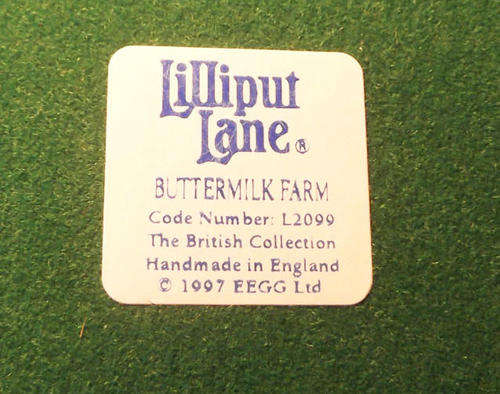 Lilliput
Lane®
BUTTERMILK FARM
Code Number: L2099
The British Collection
Handmade in England
© 1997 EEGG Ltd